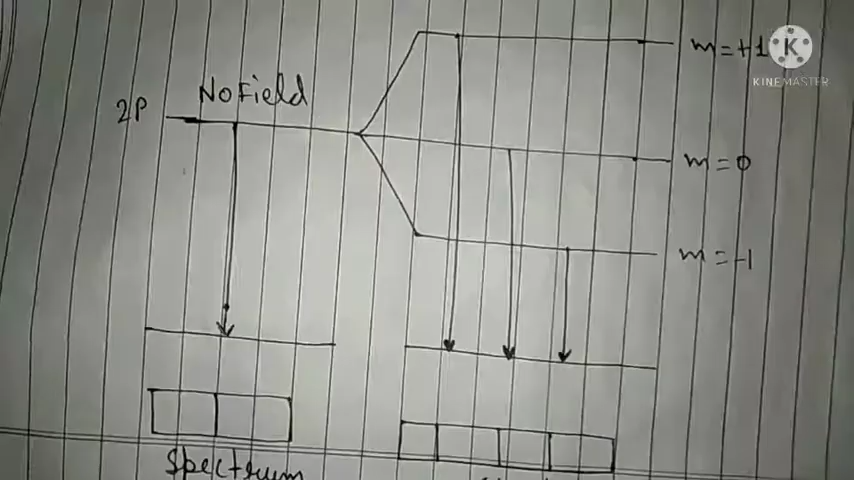 No Field
2P
m = +1
m = 0
m = -1
Spectrum
K
KINEMASTER